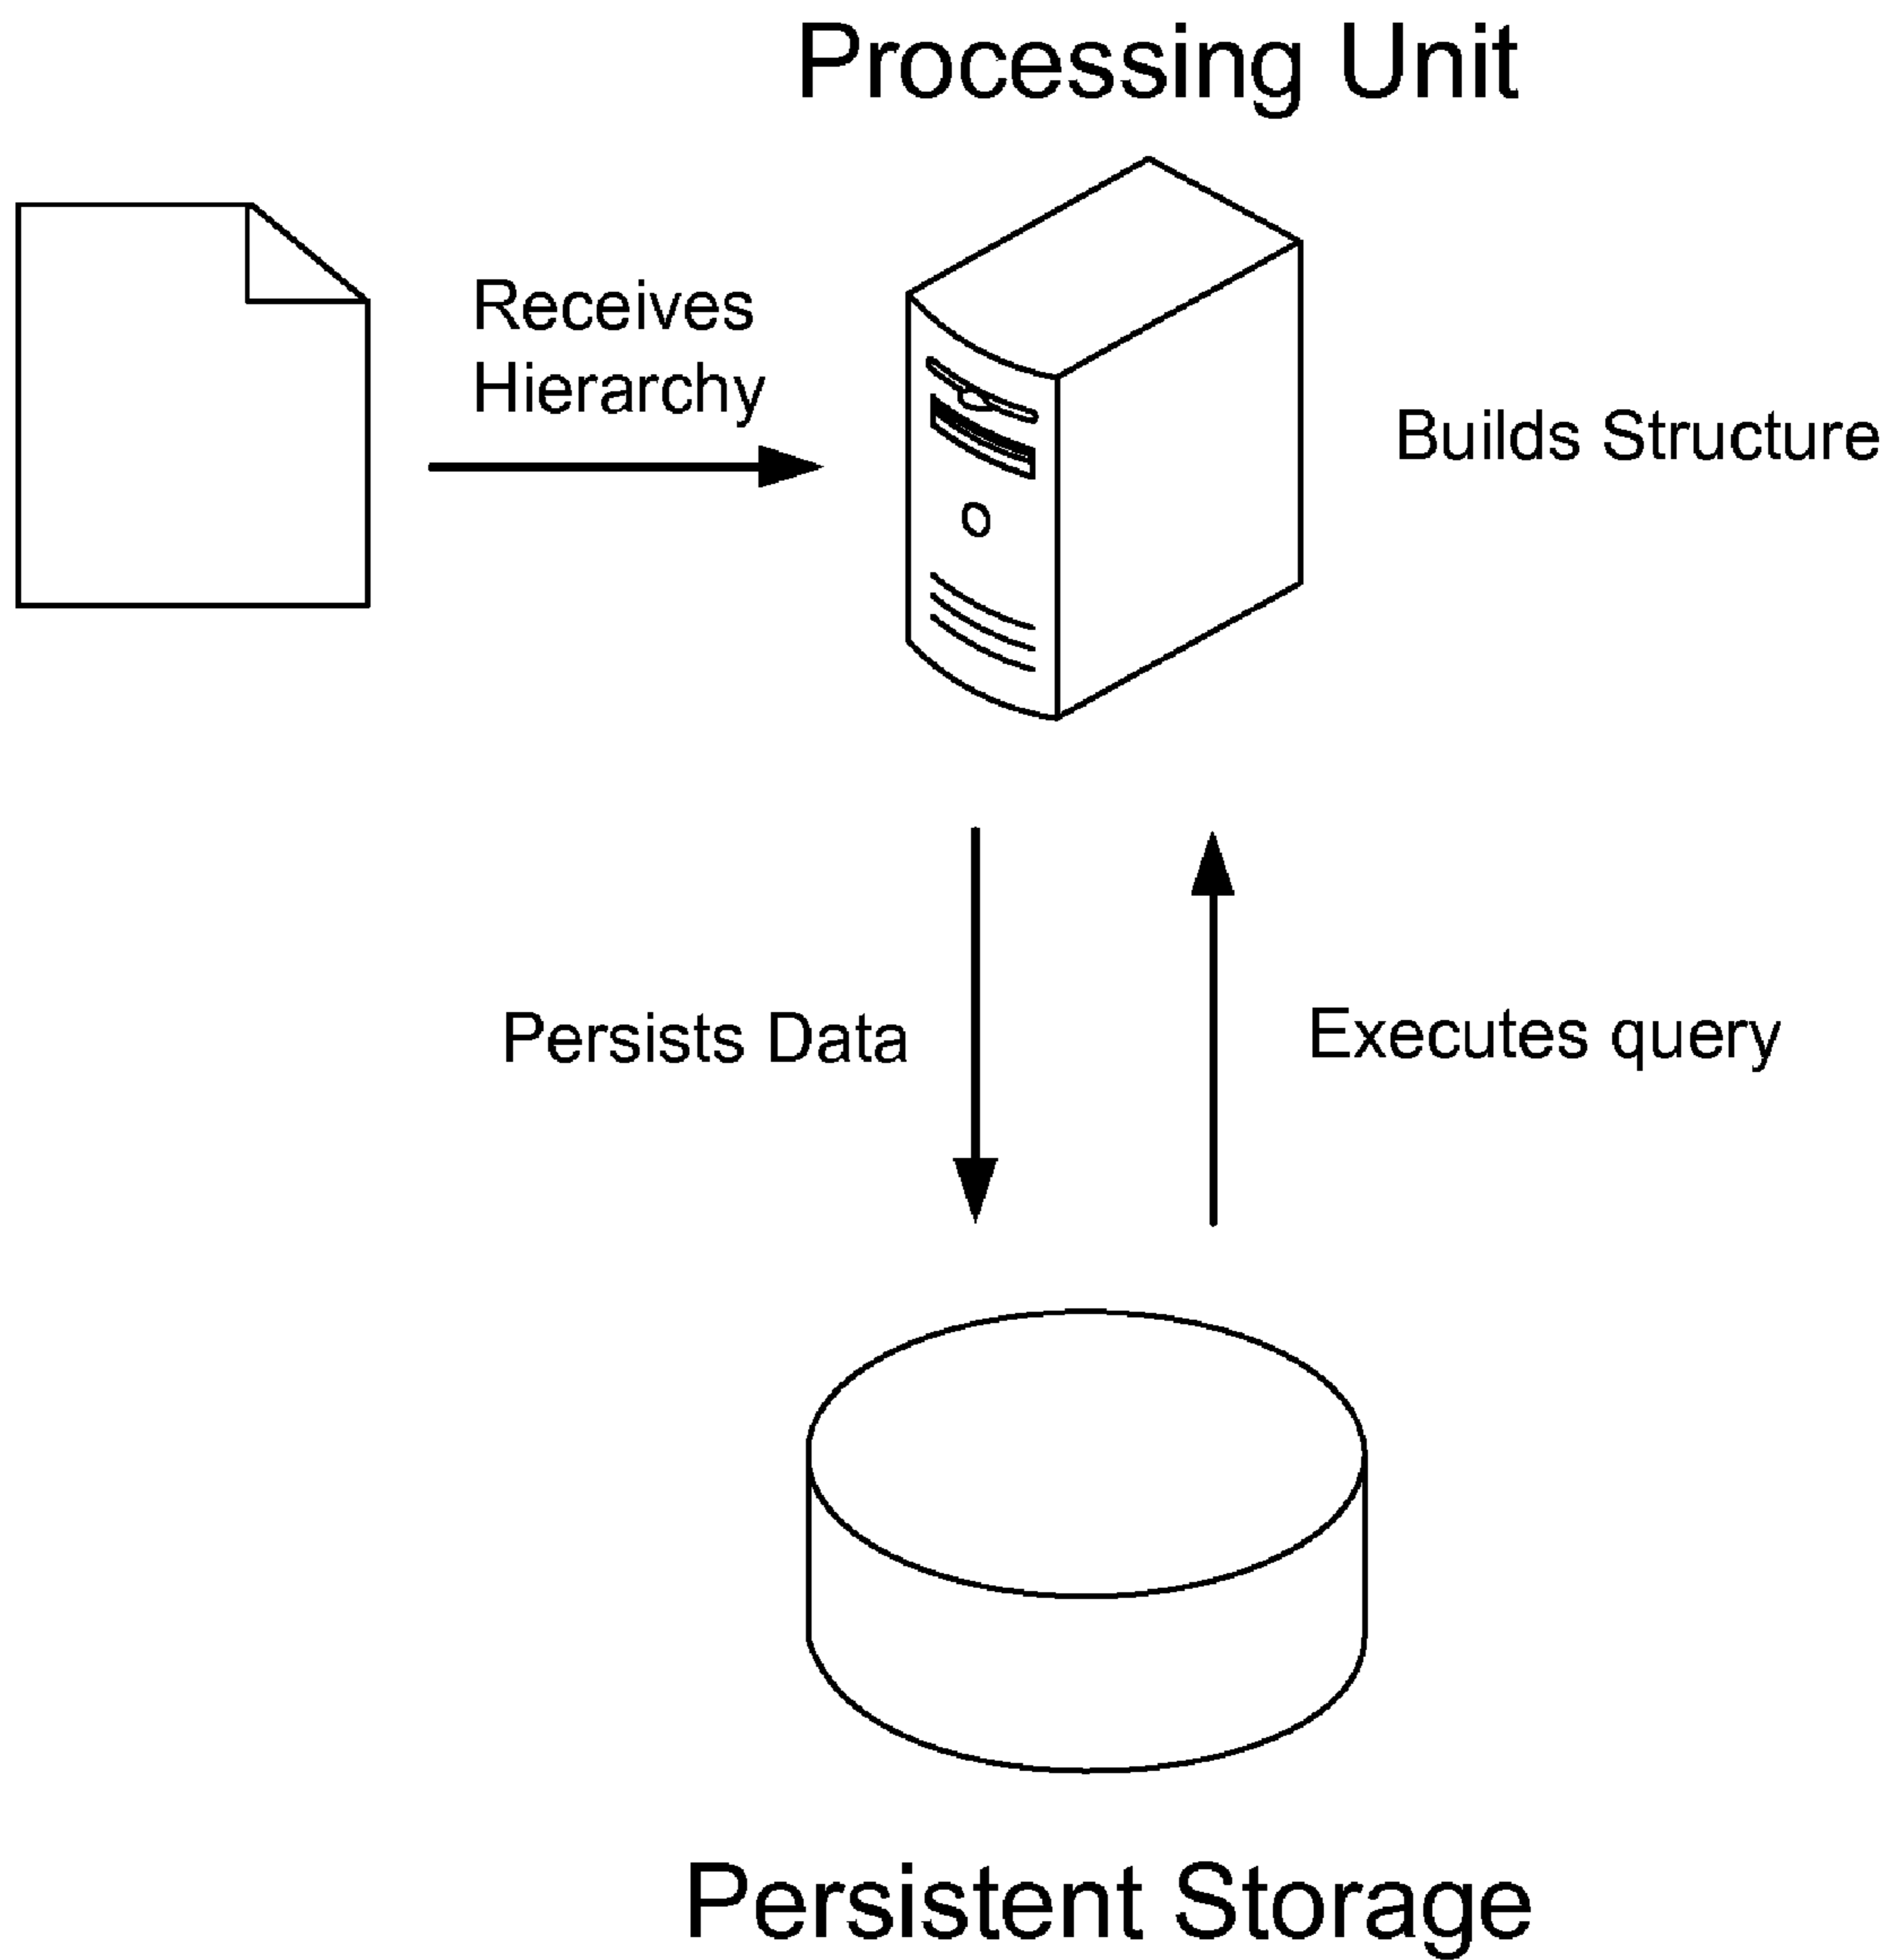 Processing Unit
Receives
Hierarchy
Builds Structure
Persists Data
Executes query
Persistent Storage